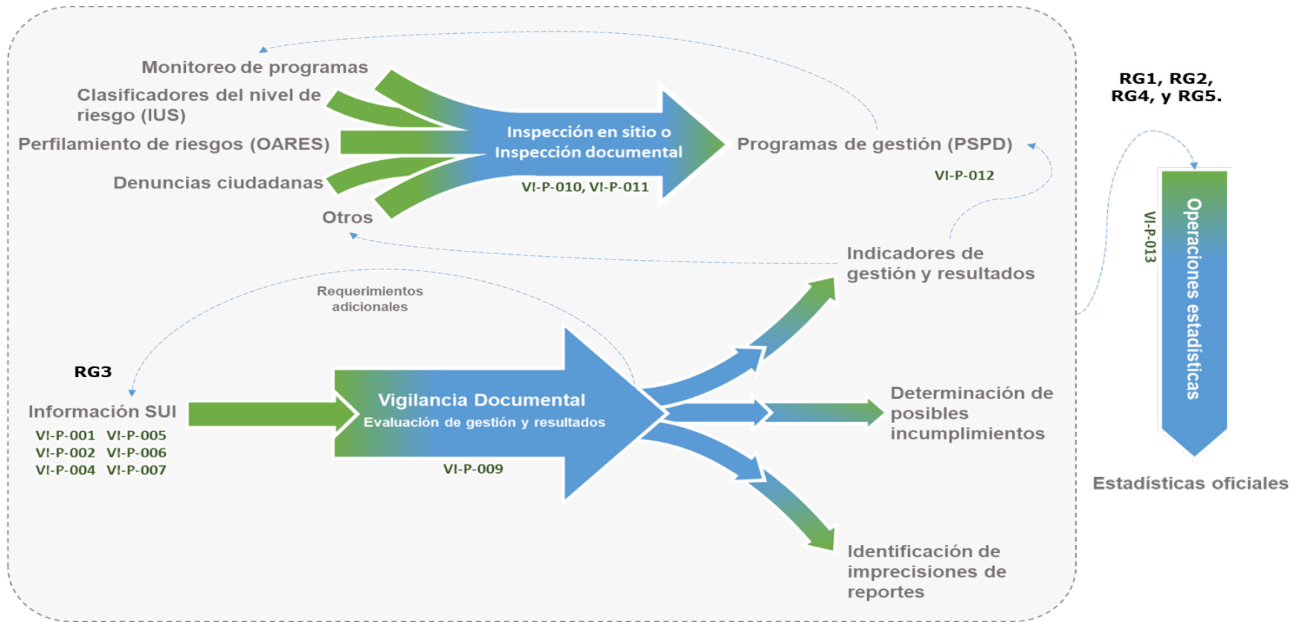 Monitoreo de programas
Clasificadores del nivel de
riesgo (IUS)
Perfilamiento de riesgos (OARES)
Denuncias ciudadanas
Otros
Inspección en sitio o
Inspección documental
VI-P-010, VI-P-011
Programas de gestión (PSPD)
VI-P-012
RG1, RG2,
RG4, y RG5.
Operaciones estadísticas
VI-P-013
Estadísticas oficiales
Indicadores de
gestión y resultados
Requerimientos
adicionales
RG3
Información SUI
VI-P-001 VI-P-005
VI-P-002 VI-P-006
VI-P-004 VI-P-007
Vigilancia Documental
Evaluación de gestión y resultados
VI-P-009
Determinación de
posibles
incumplimientos
Identificación de
imprecisiones de
reportes